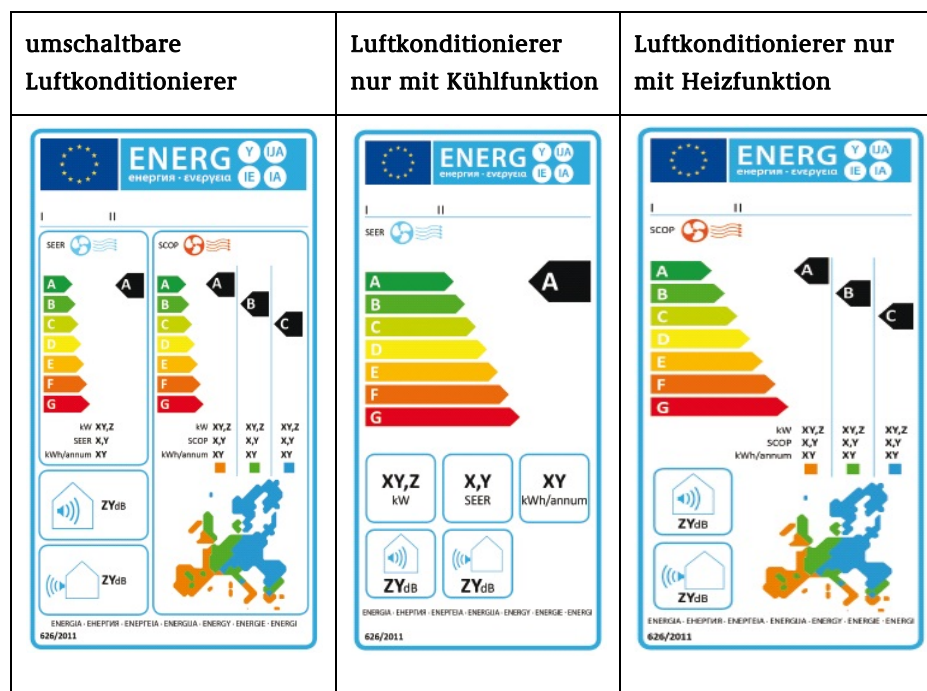 umschaltbare
Luftkonditionierer
Luftkonditionierer
nur mit Kühlfunktion
Luftkonditionierer nur
mit Heizfunktion
ENERG Y IJA
енергия · ενεργεια IE IA
I II
SEER
SCOP
A
B
C
D
E
F
G
A
A
B
C
D
E
F
G
A
B
C
kW XY,Z
SEER X,Y
kWh/annum XY
kW XY,Z XY,Z XY,Z
SCOP X,Y X,Y X,Y
kWh/annum XY XY XY
ZYdB
ZYdB
ENERGIA · ЕНЕРГИЯ · ΕΝΕΡΓΕΙΑ · ENERGIJA · ENERGY · ENERGIE · ENERGI
626/2011
ENERG Y IJA
енергия · ενεργεια IE IA
I II
SEER
A
B
C
D
E
F
G
A
XY,Z
kW
X,Y
SEER
XY
kWh/annum
ZYdB
ZYdB
ENERGIA · ЕНЕРГИЯ · ΕΝΕΡΓΕΙΑ · ENERGIJA · ENERGY · ENERGIE · ENERGI
626/2011
ENERG Y IJA
енергия · ενεργεια IE IA
I II
SCOP
A
B
C
D
E
F
G
A
B
C
kW XY,Z XY,Z XY,Z
SCOP X,Y X,Y X,Y
kWh/annum XY XY XY
ZYdB
ZYdB
ENERGIA · ЕНЕРГИЯ · ΕΝΕΡΓΕΙΑ · ENERGIJA · ENERGY · ENERGIE · ENERGI
626/2011